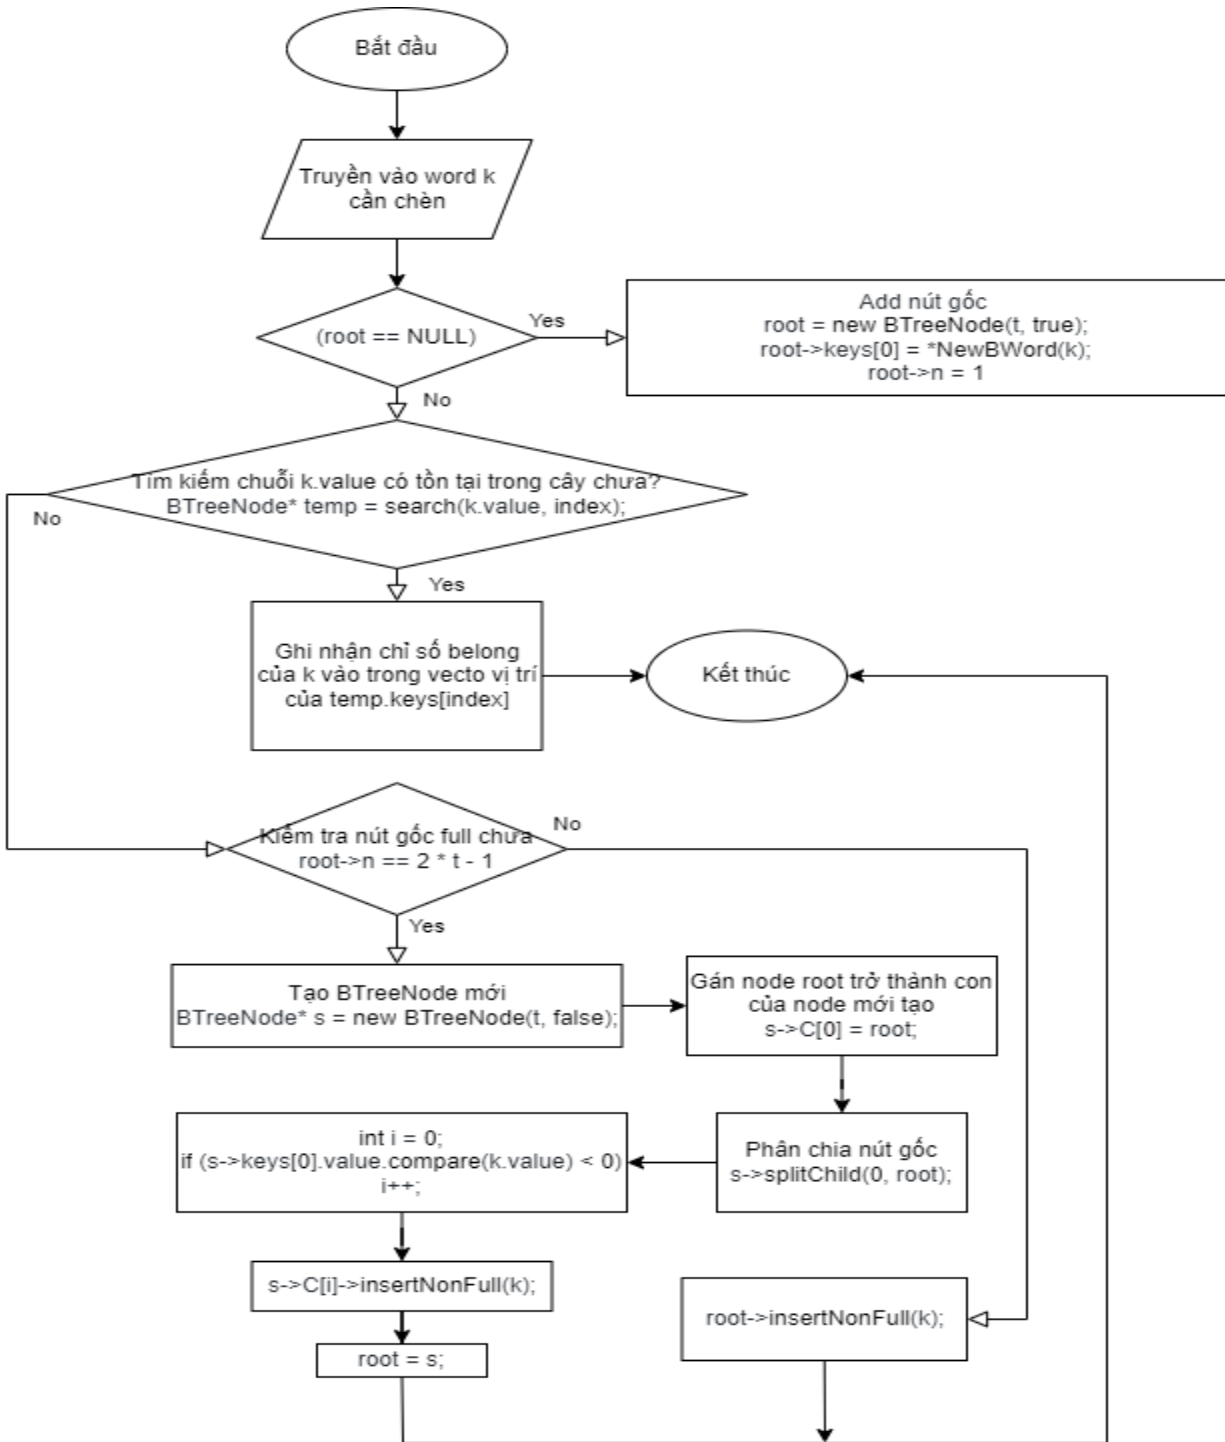 Bắt đầu
Truyền vào word k
cần chèn
(root == NULL)
Yes
Add nút gốc
root = new BTreeNode(t, true);
root->keys[0] = *NewBWord(k);
root->n = 1
No
Tìm kiếm chuỗi k.value có tồn tại trong cây chưa?
BTreeNode* temp = search(k.value, index);
No
Yes
Ghi nhận chỉ số belong
của k vào trong vecto vị trí
của temp.keys[index]
Kết thúc
Kiểm tra nút gốc full chưa
root->n == 2 * t - 1
No
Yes
Tạo BTreeNode mới
BTreeNode* s = new BTreeNode(t, false);
Gán node root trở thành con
của node mới tạo
s->C[0] = root;
Phân chia nút gốc
s->splitChild(0, root);
int i = 0;
if (s->keys[0].value.compare(k.value) < 0)
i++;
s->C[i]->insertNonFull(k);
root->insertNonFull(k);
root = s;